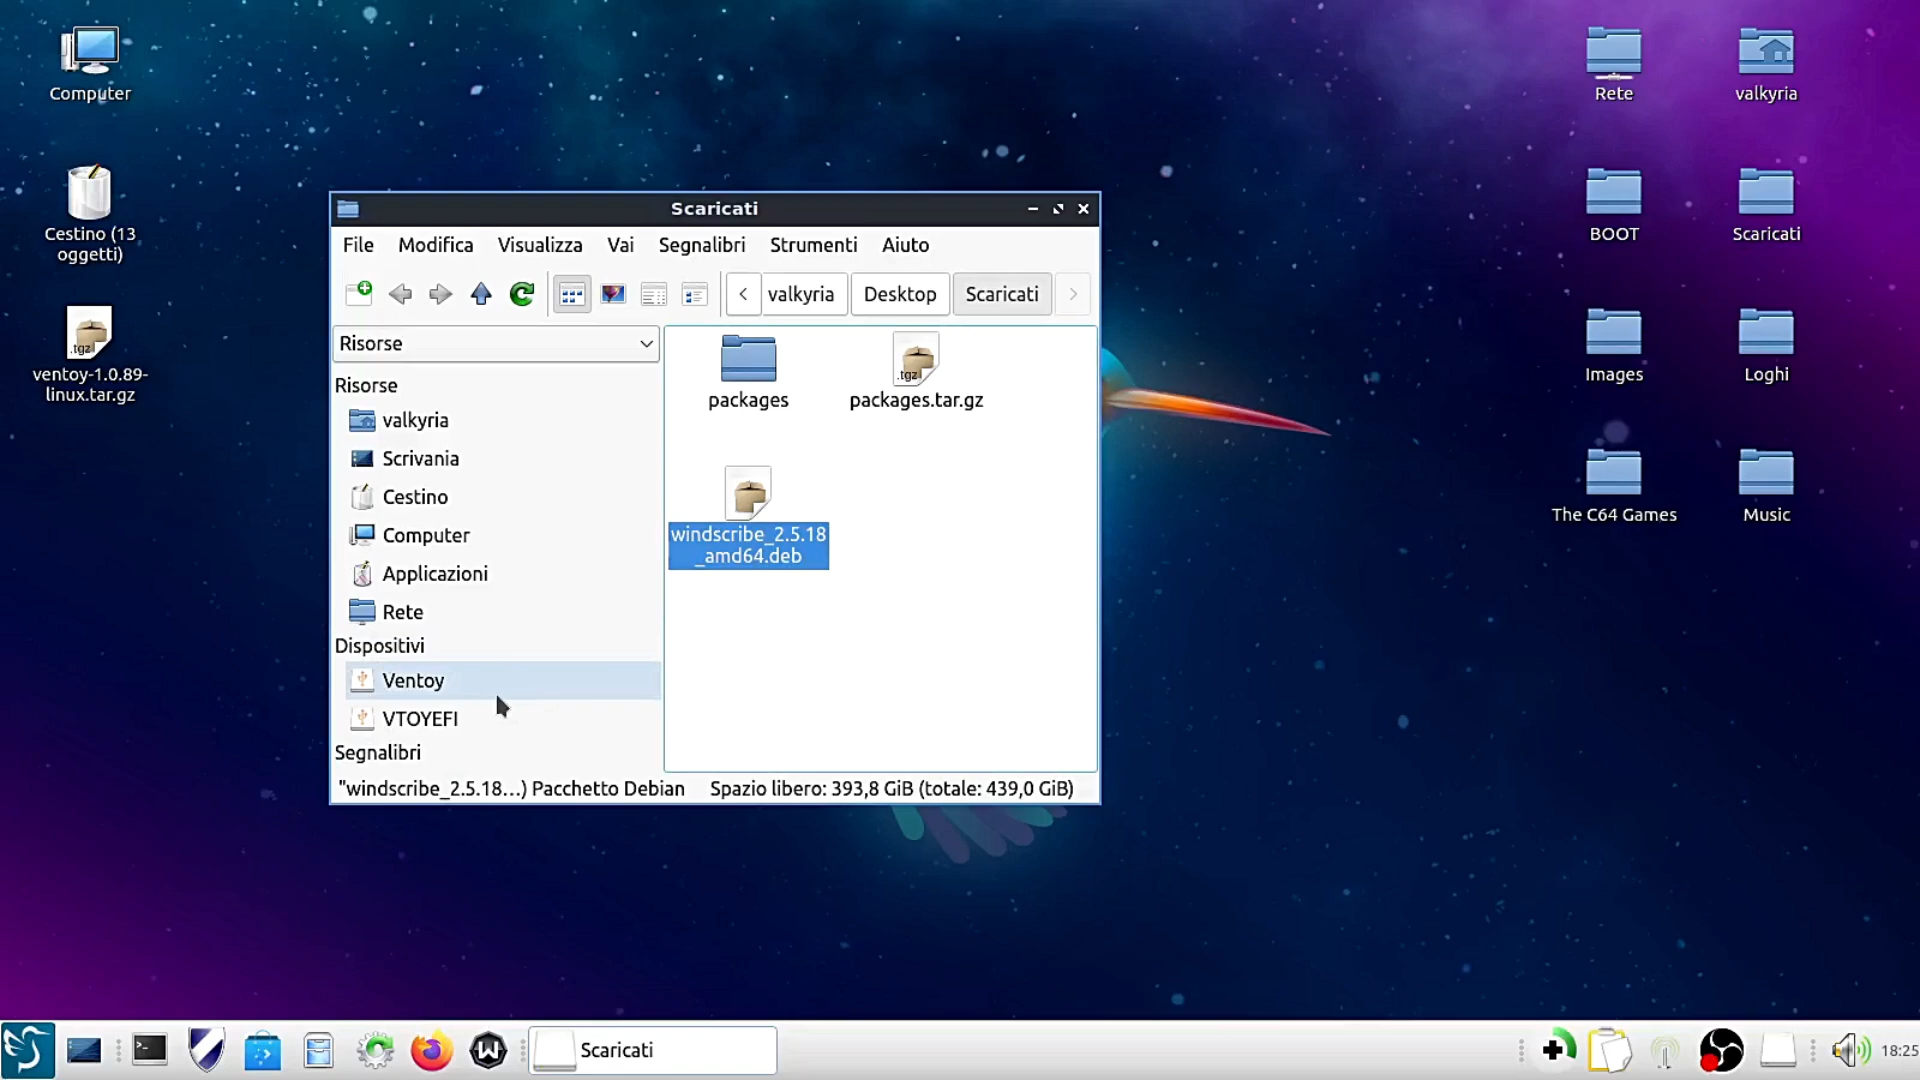 Computer
Cestino (13
oggetti)
.tgz
ventoy-1.0.89-
linux.tar.gz
Scaricati
File Modifica Visualizza Vai Segnalibri Strumenti Aiuto
valkyria Desktop Scaricati
Risorse
Risorse
valkyria
Scrivania
Cestino
Computer
Applicazioni
Rete
Dispositivi
Ventoy
VTOYEFI
Segnalibri
packages
.tgz
packages.tar.gz
windscribe_2.5.18
_amd64.deb
"windscribe_2.5.18...) Pacchetto Debian Spazio libero: 393,8 GiB (totale: 439,0 GiB)
Rete
valkyria
BOOT
Scaricati
Images
Loghi
The C64 Games
Music
Scaricati
18:25